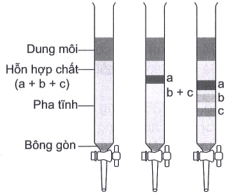 Dung môi
Hỗn hợp chất
(a + b + c)
Pha tĩnh
Bông gòn
a
b + c
a
b
c